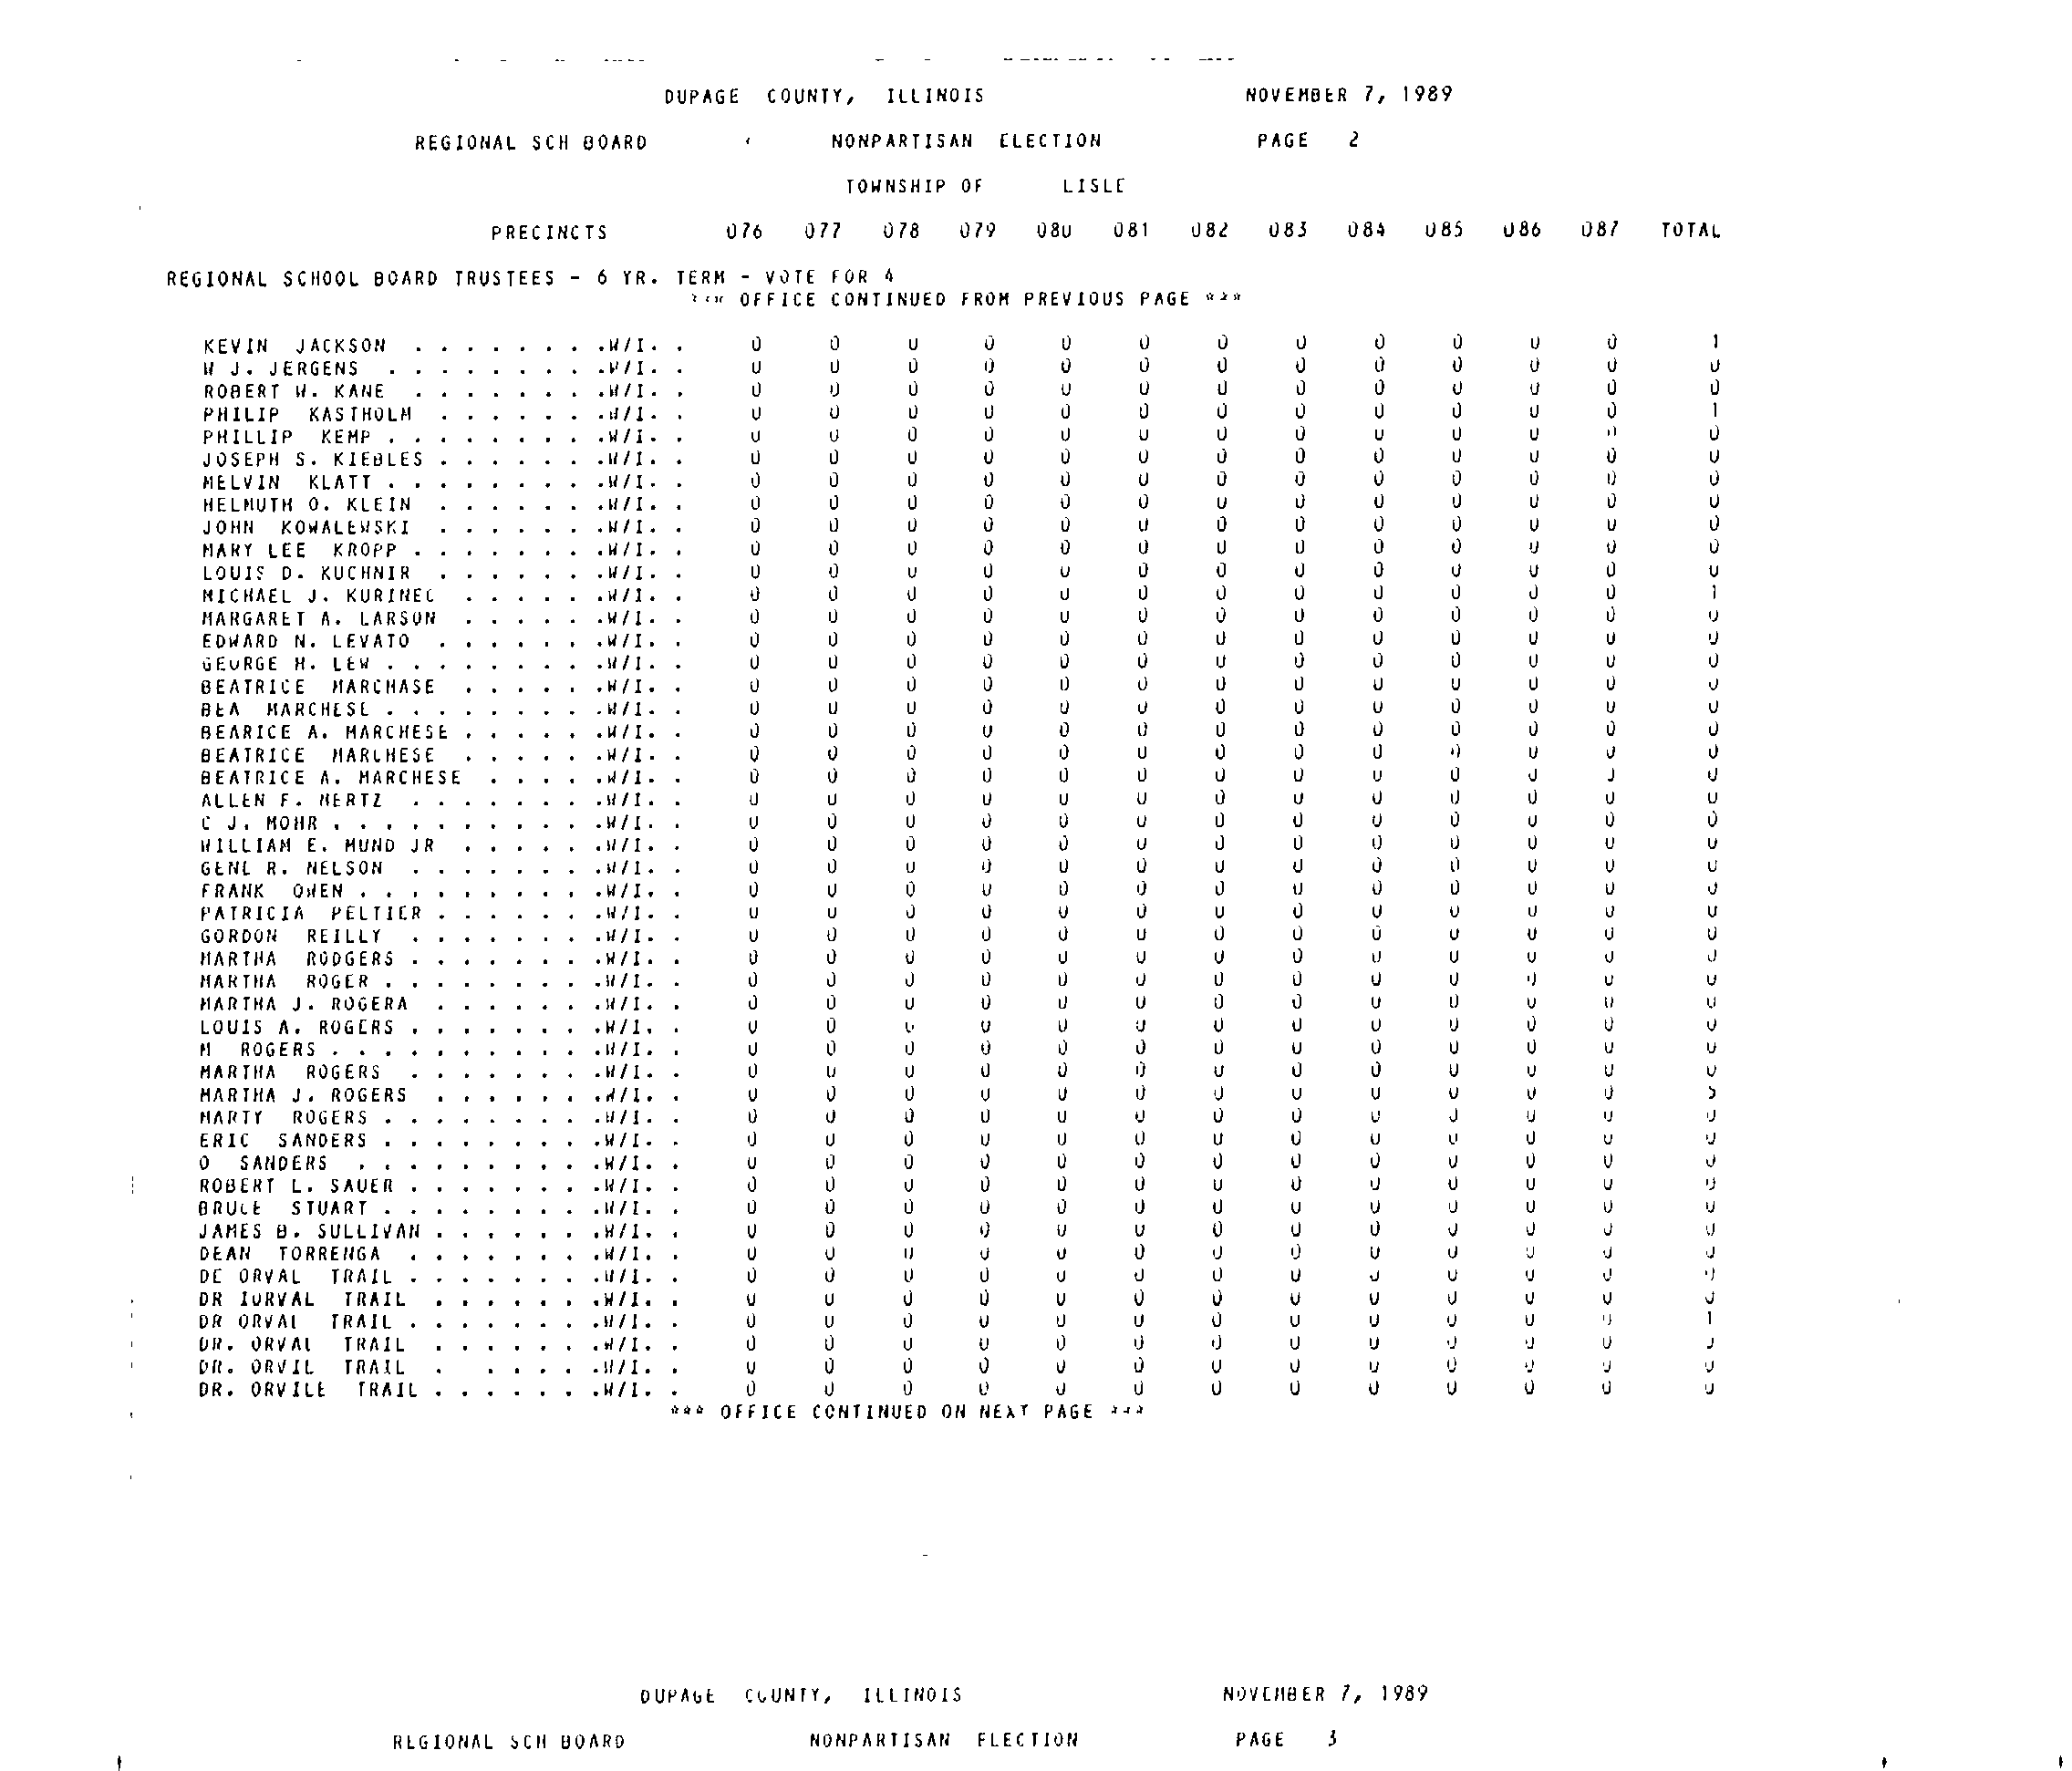 DUPAGE COUNTY, ILLINOIS NOVEMBER 7, 1989
REGIONAL SCH BOARD NONPARTISAN ELECTION PAGE 2
TOWNSHIP OF LISLE
PRECINCTS 076 077 078 079 080 081 082 083 084 085 086 087 TOTAL
REGIONAL SCHOOL BOARD TRUSTEES - 6 YR. TERM - VOTE FOR 4
*** OFFICE CONTINUED FROM PREVIOUS PAGE ***
KEVIN JACKSON . . . . . . . .W/I. . 0 0 0 0 0 0 0 0 0 0 0 0 1
W J. JERGENS . . . . . . . . .W/I. . 0 0 0 0 0 0 0 0 0 0 0 0 0
ROBERT W. KANE . . . . . . . .W/I. . 0 0 0 0 0 0 0 0 0 0 0 0 0
PHILIP KASTHOLM . . . . . . .W/I. . 0 0 0 0 0 0 0 0 0 0 0 0 1
PHILLIP KEMP . . . . . . . . .W/I. . 0 0 0 0 0 0 0 0 0 0 0 0 0
JOSEPH S. KIEBLES . . . . . . .W/I. . 0 0 0 0 0 0 0 0 0 0 0 0 0
MELVIN KLATT . . . . . . . . .W/I. . 0 0 0 0 0 0 0 0 0 0 0 0 0
HELMUTH O. KLEIN . . . . . . .W/I. . 0 0 0 0 0 0 0 0 0 0 0 0 0
JOHN KOWALEWSKI . . . . . . .W/I. . 0 0 0 0 0 0 0 0 0 0 0 0 0
MARY LEE KROPP . . . . . . . .W/I. . 0 0 0 0 0 0 0 0 0 0 0 0 0
LOUIS D. KUCHNIR . . . . . . .W/I. . 0 0 0 0 0 0 0 0 0 0 0 0 0
MICHAEL J. KURINEC . . . . . .W/I. . 0 0 0 0 0 0 0 0 0 0 0 0 1
MARGARET A. LARSON . . . . . .W/I. . 0 0 0 0 0 0 0 0 0 0 0 0 0
EDWARD N. LEVATO . . . . . . .W/I. . 0 0 0 0 0 0 0 0 0 0 0 0 0
GEORGE H. LEW . . . . . . . . .W/I. . 0 0 0 0 0 0 0 0 0 0 0 0 0
BEATRICE MARCHASE . . . . . .W/I. . 0 0 0 0 0 0 0 0 0 0 0 0 0
BEA MARCHESE . . . . . . . . .W/I. . 0 0 0 0 0 0 0 0 0 0 0 0 0
BEARICE A. MARCHESE . . . . . .W/I. . 0 0 0 0 0 0 0 0 0 0 0 0 0
BEATRICE MARCHESE . . . . . .W/I. . 0 0 0 0 0 0 0 0 0 0 0 0 0
BEATRICE A. MARCHESE . . . . .W/I. . 0 0 0 0 0 0 0 0 0 0 0 0 0
ALLEN F. MERTZ . . . . . . . .W/I. . 0 0 0 0 0 0 0 0 0 0 0 0 0
C J. MOHR . . . . . . . . . . .W/I. . 0 0 0 0 0 0 0 0 0 0 0 0 0
WILLIAM E. MUND JR . . . . . .W/I. . 0 0 0 0 0 0 0 0 0 0 0 0 0
GENE R. NELSON . . . . . . . .W/I. . 0 0 0 0 0 0 0 0 0 0 0 0 0
FRANK OWEN . . . . . . . . . .W/I. . 0 0 0 0 0 0 0 0 0 0 0 0 0
PATRICIA PELTIER . . . . . . .W/I. . 0 0 0 0 0 0 0 0 0 0 0 0 0
GORDON REILLY . . . . . . . .W/I. . 0 0 0 0 0 0 0 0 0 0 0 0 0
MARTHA RODGERS . . . . . . . .W/I. . 0 0 0 0 0 0 0 0 0 0 0 0 0
MARTHA ROGER . . . . . . . . .W/I. . 0 0 0 0 0 0 0 0 0 0 0 0 0
MARTHA J. ROGERA . . . . . . .W/I. . 0 0 0 0 0 0 0 0 0 0 0 0 0
LOUIS A. ROGERS . . . . . . . .W/I. . 0 0 0 0 0 0 0 0 0 0 0 0 0
M ROGERS . . . . . . . . . . .W/I. . 0 0 0 0 0 0 0 0 0 0 0 0 0
MARTHA ROGERS . . . . . . . .W/I. . 0 0 0 0 0 0 0 0 0 0 0 0 0
MARTHA J. ROGERS . . . . . . .W/I. . 0 0 0 0 0 0 0 0 0 0 0 0
MARTY ROGERS . . . . . . . . .W/I. . 0 0 0 0 0 0 0 0 0 0 0 0 0
ERIC SANDERS . . . . . . . . .W/I. . 0 0 0 0 0 0 0 0 0 0 0 0 0
O SANDERS . . . . . . . . . .W/I. . 0 0 0 0 0 0 0 0 0 0 0 0 0
ROBERT L. SAUER . . . . . . . .W/I. . 0 0 0 0 0 0 0 0 0 0 0 0 0
BRUCE STUART . . . . . . . . .W/I. . 0 0 0 0 0 0 0 0 0 0 0 0 0
JAMES B. SULLIVAN . . . . . . .W/I. . 0 0 0 0 0 0 0 0 0 0 0 0 0
DEAN TORRENGA . . . . . . . .W/I. . 0 0 0 0 0 0 0 0 0 0 0 0 0
DE ORVAL TRAIL . . . . . . . .W/I. . 0 0 0 0 0 0 0 0 0 0 0 0 0
DR IORVAL TRAIL . . . . . . .W/I. . 0 0 0 0 0 0 0 0 0 0 0 0 0
DR ORVAL TRAIL . . . . . . . .W/I. . 0 0 0 0 0 0 0 0 0 0 0 0 1
DR. ORVAL TRAIL . . . . . . .W/I. . 0 0 0 0 0 0 0 0 0 0 0 0 0
DR. ORVIL TRAIL . . . . . . .W/I. . 0 0 0 0 0 0 0 0 0 0 0 0 0
DR. ORVILE TRAIL . . . . . . .W/I. . 0 0 0 0 0 0 0 0 0 0 0 0 0
*** OFFICE CONTINUED ON NEXT PAGE ***
DUPAGE COUNTY, ILLINOIS NOVEMBER 7, 1989
REGIONAL SCH BOARD NONPARTISAN ELECTION PAGE 3